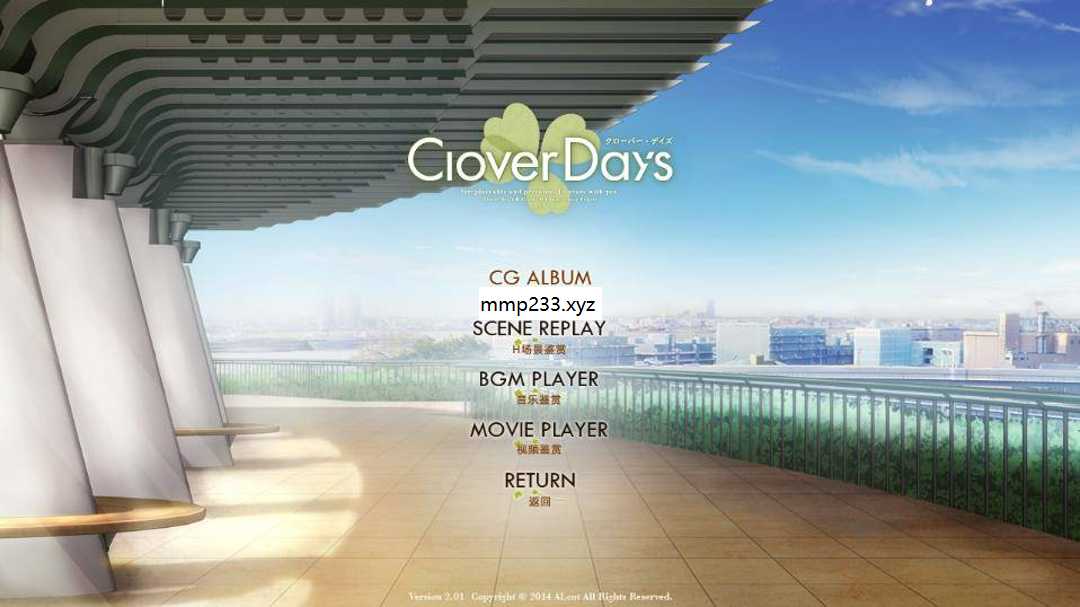 クローバー・デイズ
Clover Days
CG ALBUM
mmp233.xyz
SCENE REPLAY
H场景鉴赏
BGM PLAYER
音乐鉴赏
MOVIE PLAYER
视频鉴赏
RETURN
返回
Version 2.01 Copyright © 2014 ALcot All Rights Reserved.